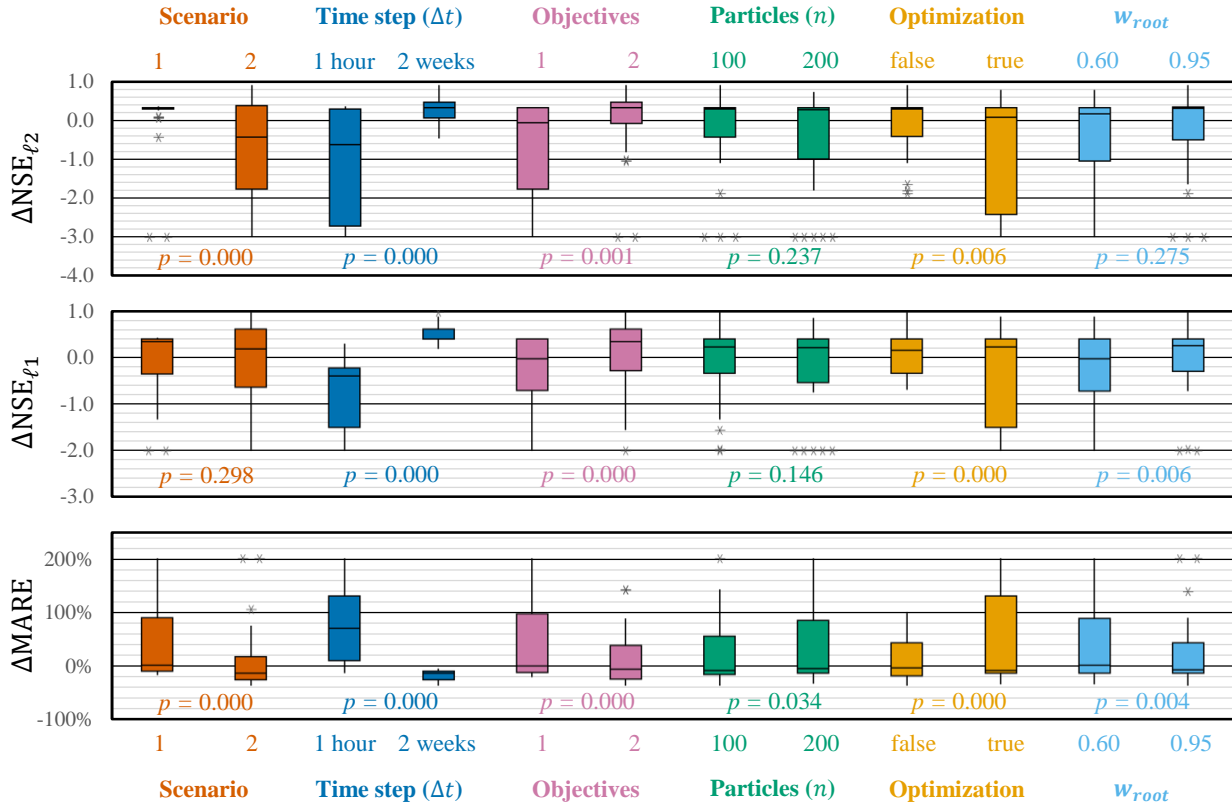 Scenario Time step (Δt) Objectives Particles (n) Optimization w_root
1 2 1 hour 2 weeks 1 2 100 200 false true 0.60 0.95
ΔNSE_ℓ2
1.0
0.0
-1.0
-2.0
-3.0
-4.0
p = 0.000 p = 0.000 p = 0.001 p = 0.237 p = 0.006 p = 0.275
ΔNSE_ℓ1
1.0
0.0
-1.0
-2.0
-3.0
p = 0.298 p = 0.000 p = 0.000 p = 0.146 p = 0.000 p = 0.006
ΔMARE
200%
100%
0%
-100%
p = 0.000 p = 0.000 p = 0.000 p = 0.034 p = 0.000 p = 0.004
1 2 1 hour 2 weeks 1 2 100 200 false true 0.60 0.95
Scenario Time step (Δt) Objectives Particles (n) Optimization w_root